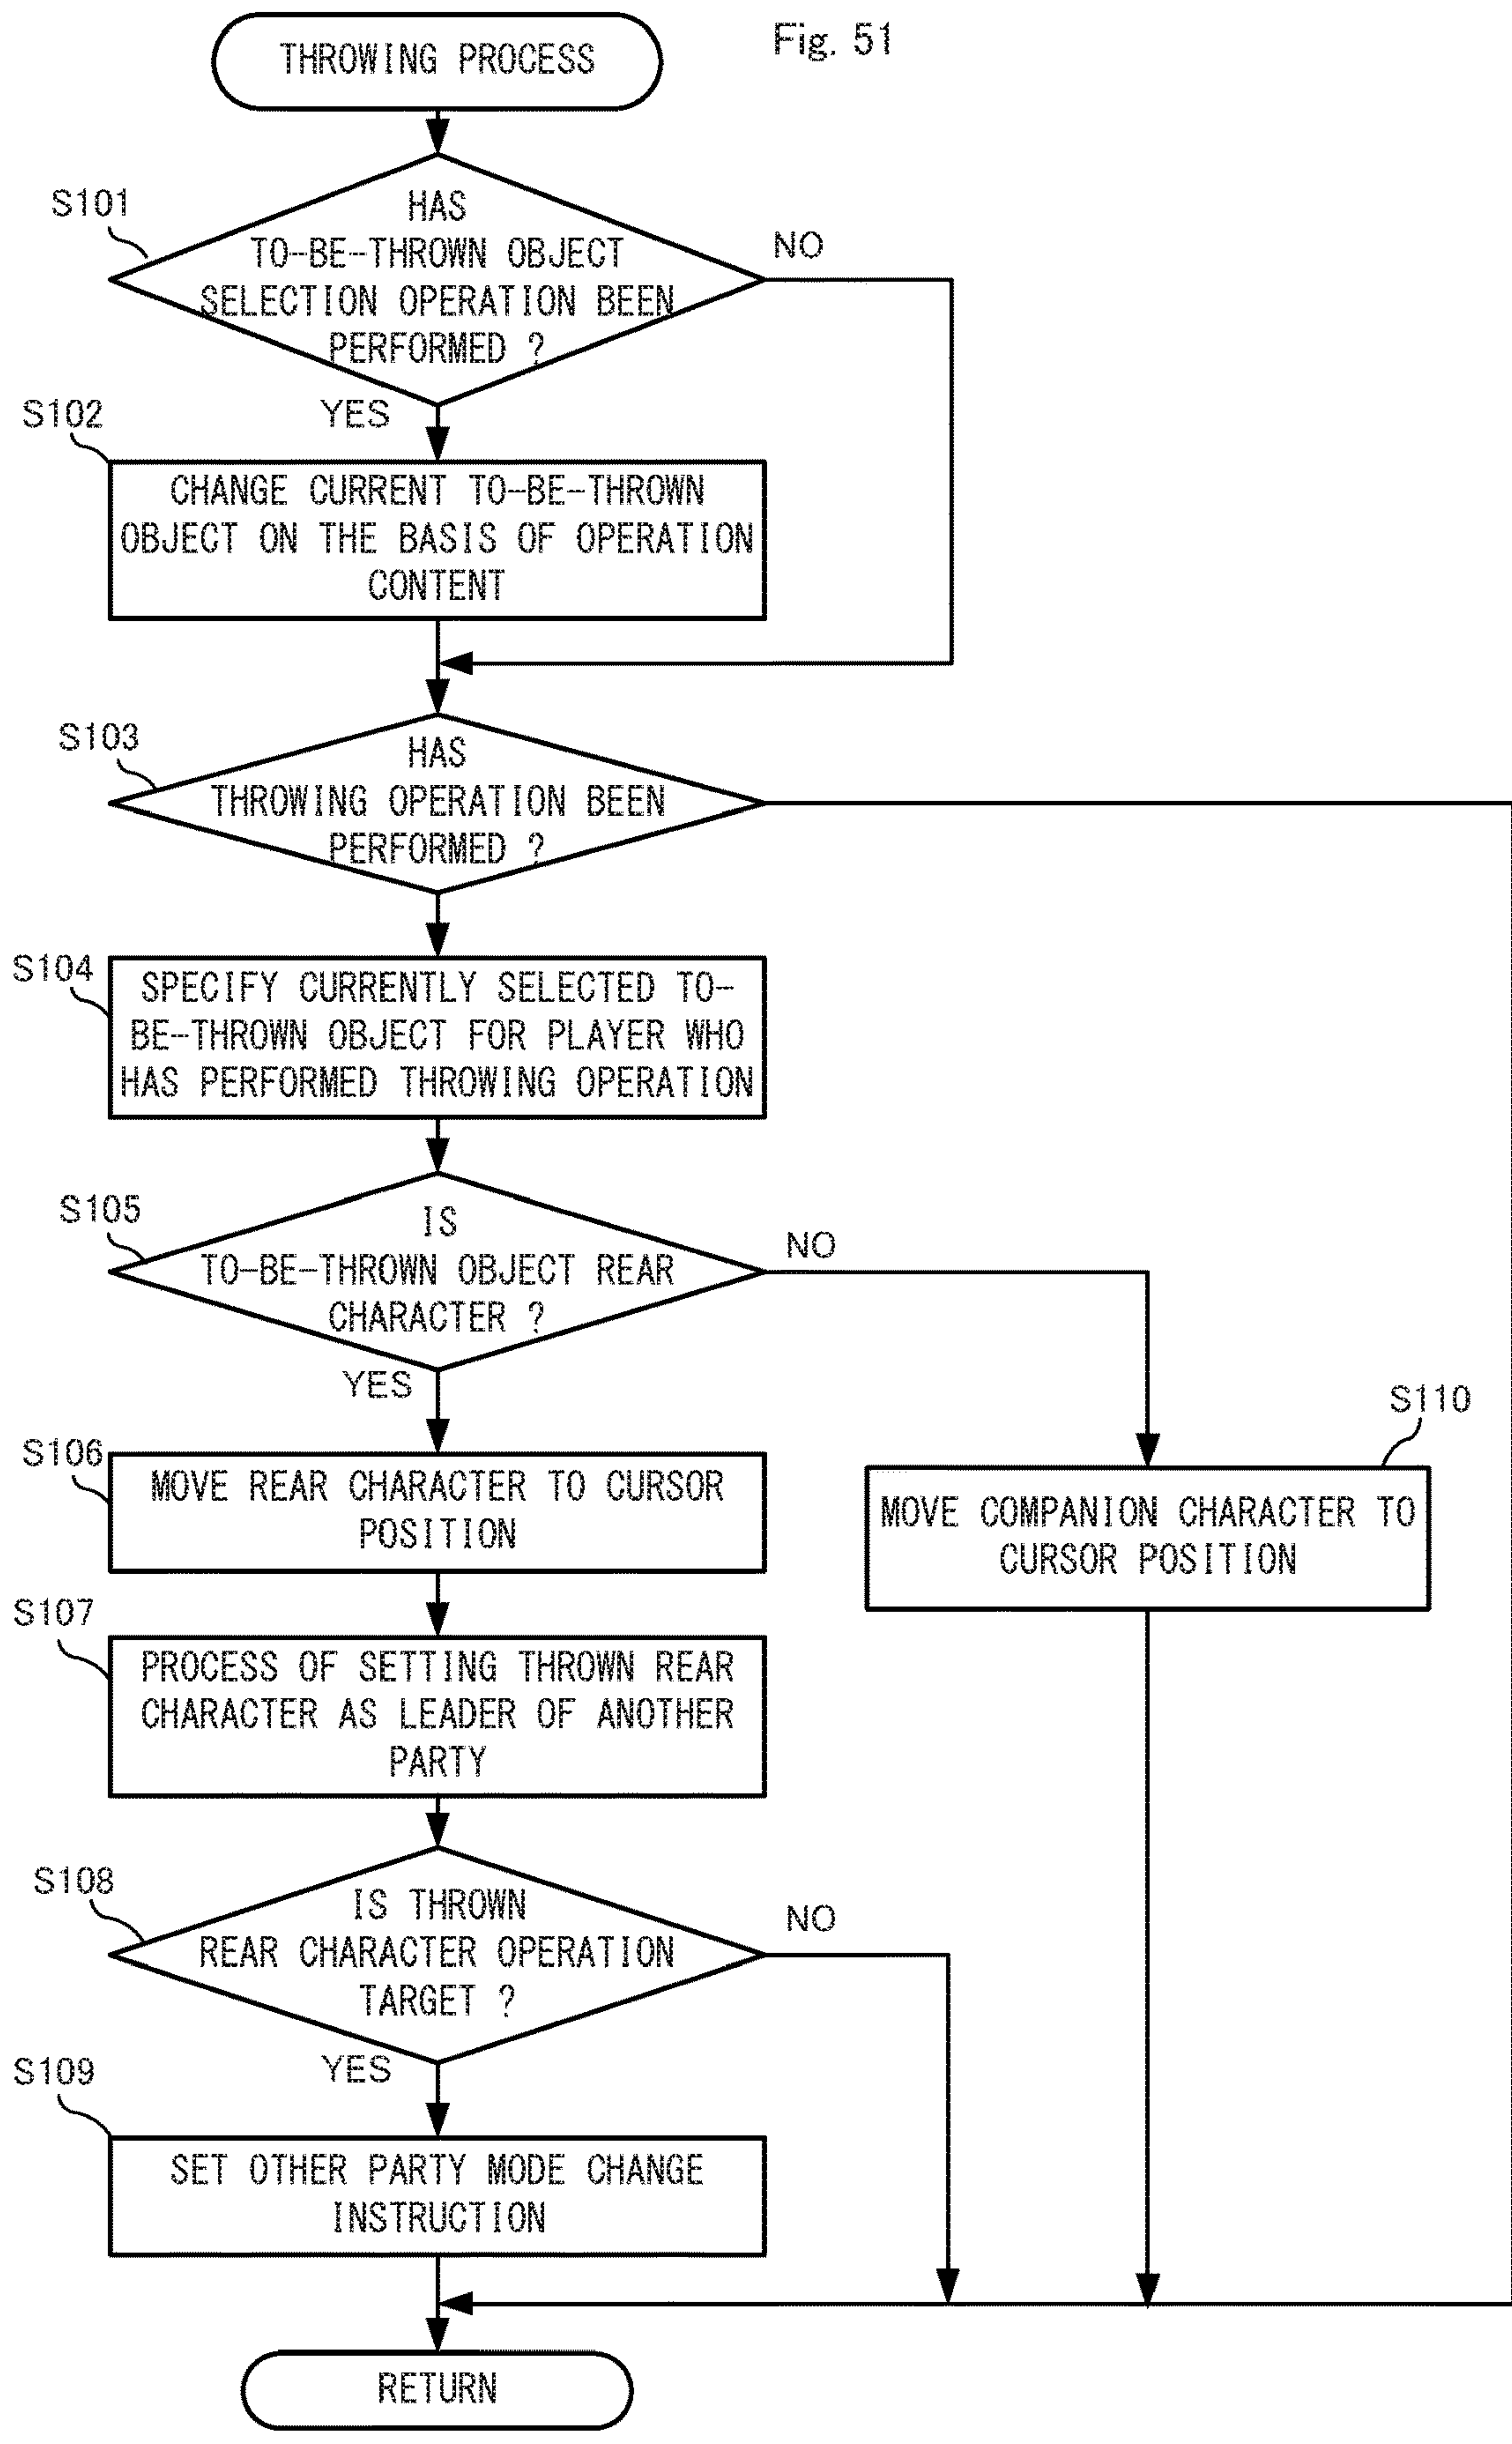 Fig. 51
THROWING PROCESS
S101
HAS
TO-BE-THROWN OBJECT
SELECTION OPERATION BEEN
PERFORMED ?
NO
YES
S102
CHANGE CURRENT TO-BE-THROWN
OBJECT ON THE BASIS OF OPERATION
CONTENT
S103
HAS
THROWING OPERATION BEEN
PERFORMED ?
S104
SPECIFY CURRENTLY SELECTED TO-
BE-THROWN OBJECT FOR PLAYER WHO
HAS PERFORMED THROWING OPERATION
S105
IS
TO-BE-THROWN OBJECT REAR
CHARACTER ?
NO
YES
S106
MOVE REAR CHARACTER TO CURSOR
POSITION
S110
MOVE COMPANION CHARACTER TO
CURSOR POSITION
S107
PROCESS OF SETTING THROWN REAR
CHARACTER AS LEADER OF ANOTHER
PARTY
S108
IS THROWN
REAR CHARACTER OPERATION
TARGET ?
NO
YES
S109
SET OTHER PARTY MODE CHANGE
INSTRUCTION
RETURN